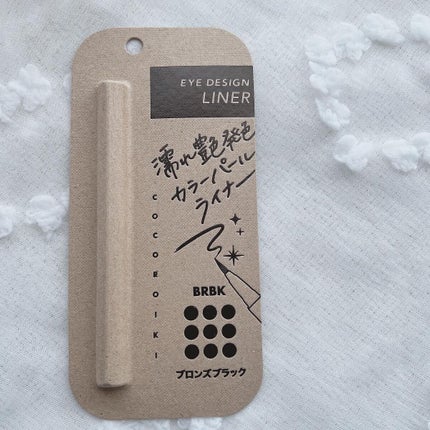 EYE DESIGN
LINER
濡れ艶発色
カラーパール
ライナー
COCOROIKI
BRBK
ブロンズブラック